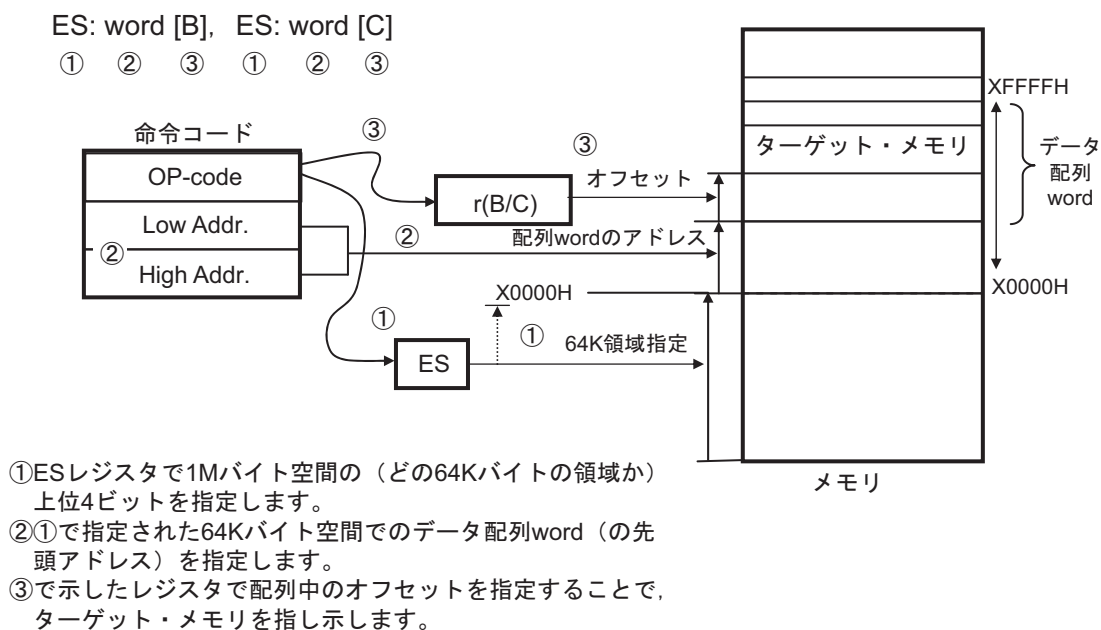 ES: word [B], ES: word [C]
① ② ③ ① ② ③
命令コード
OP-code
Low Addr.
②
High Addr.
③
r(B/C)
③
オフセット
②
配列wordのアドレス
X0000H
①
ES
①
64K領域指定
ターゲット・メモリ
XFFFFH
データ
配列
word
X0000H
メモリ
①ESレジスタで1Mバイト空間の（どの64Kバイトの領域か）
上位4ビットを指定します。
②①で指定された64Kバイト空間でのデータ配列word（の先
頭アドレス）を指定します。
③で示したレジスタで配列中のオフセットを指定することで，
ターゲット・メモリを指し示します。